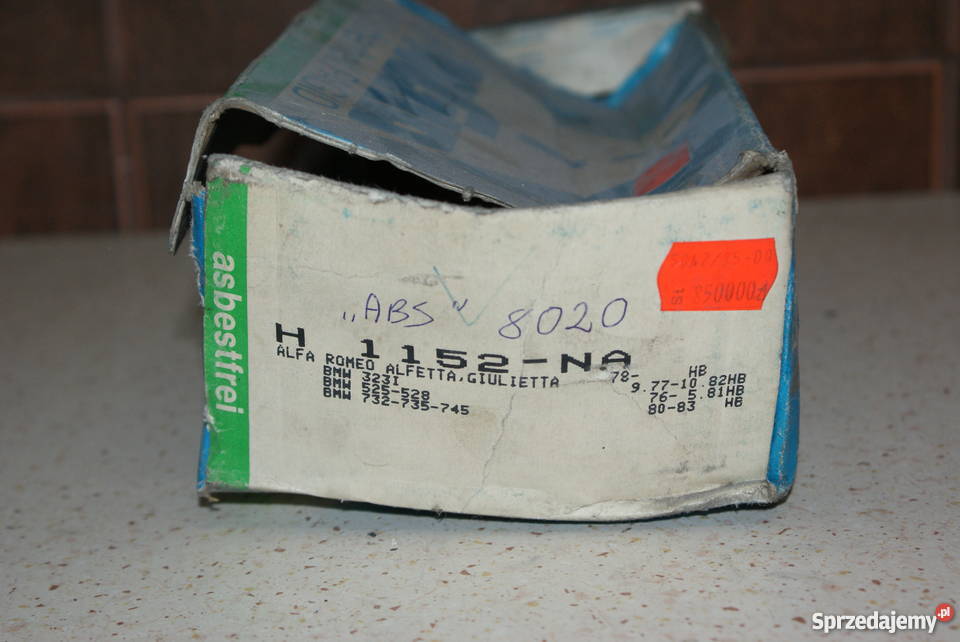 asbestfrei
„ABS" 8020
850000zł
H 1152-NA
ALFA ROMEO ALFETTA,GIULIETTA 78- HB
BMW 323I 9.77-10.82HB
BMW 525-528 76- 5.81HB
BMW 732-735-745 80-83 HB
Sprzedajemy.pl